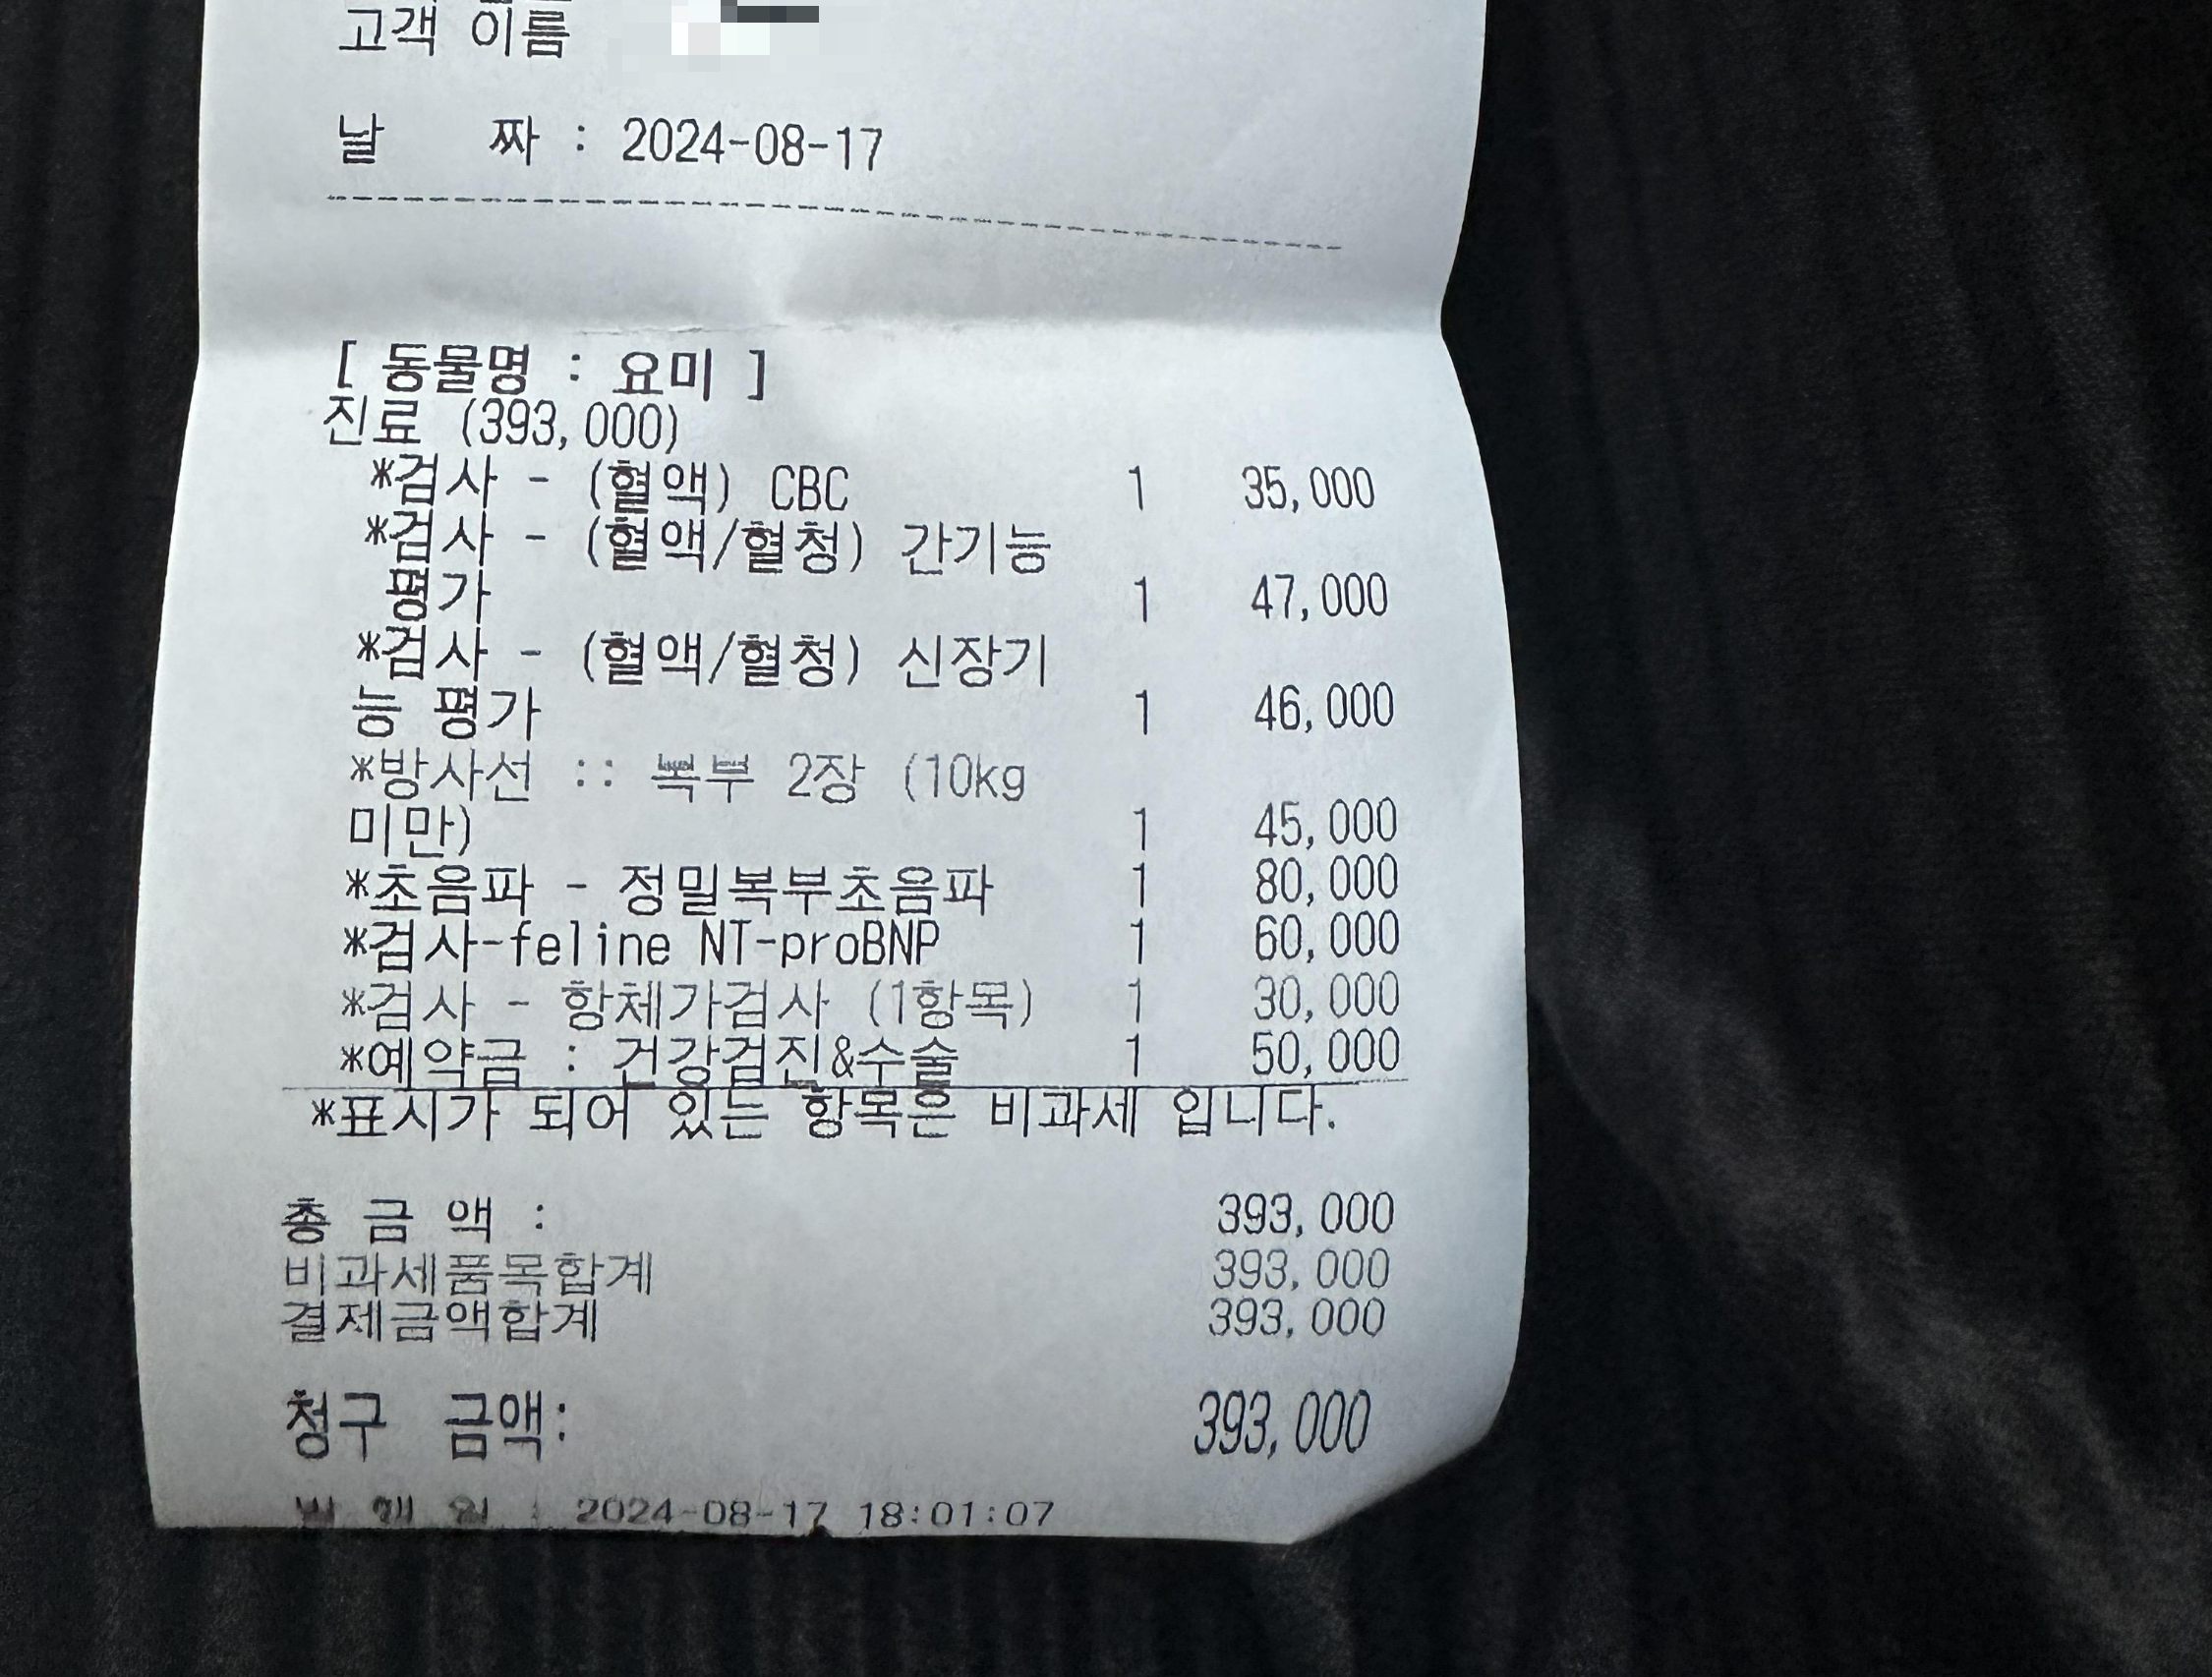 고객 이름
날 짜 : 2024-08-17
[ 동물명 : 요미 ]
진료 (393,000)
*검사 - (혈액) CBC 1 35,000
*검사 - (혈액/혈청) 간기능
평가 1 47,000
*검사 - (혈액/혈청) 신장기
능 평가 1 46,000
*방사선 :: 복부 2장 (10kg
미만) 1 45,000
*초음파 - 정밀복부초음파 1 80,000
*검사-feline NT-proBNP 1 60,000
*검사 - 항체가검사 (1항목) 1 30,000
*예약금 : 건강검진&수술 1 50,000
*표시가 되어 있는 항목은 비과세 입니다.
총 금 액 : 393,000
비과세품목합계 393,000
결제금액합계 393,000
청구 금액: 393,000
: 2024-08-17 18:01:07